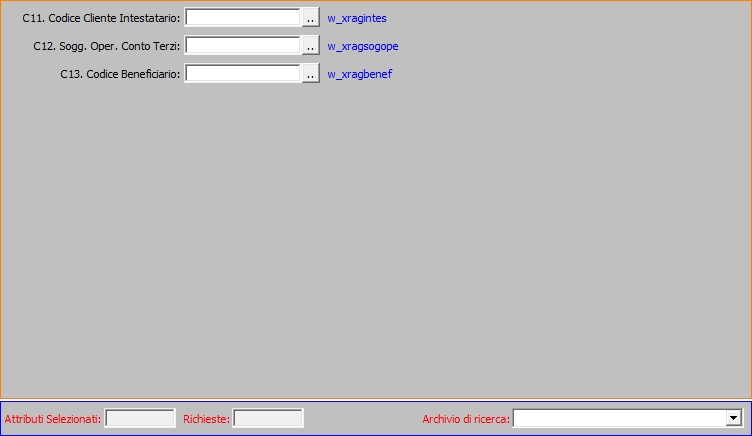 C11. Codice Cliente Intestatario: .. w_xragintes
C12. Sogg. Oper. Conto Terzi: .. w_xragsogope
C13. Codice Beneficiario: .. w_xragbenef
Attributi Selezionati: Richieste: Archivio di ricerca: